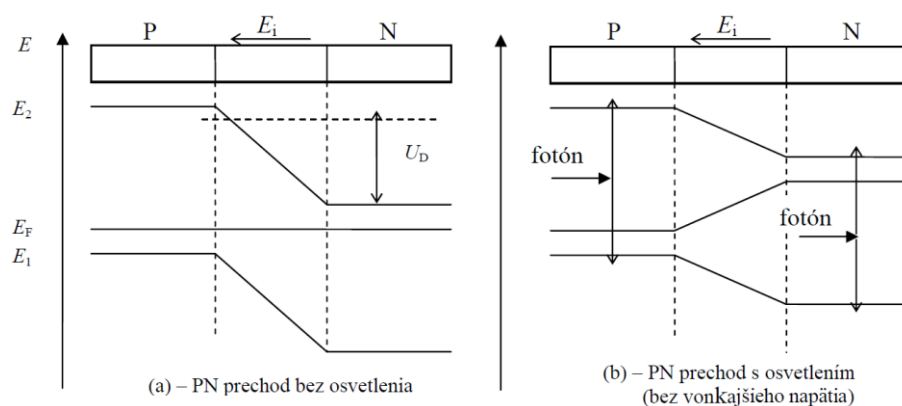 E
P
E_i
N
E_2
U_D
E_F
E_1
(a) – PN prechod bez osvetlenia
P
E_i
N
fotón
fotón
(b) – PN prechod s osvetlením
(bez vonkajšieho napätia)